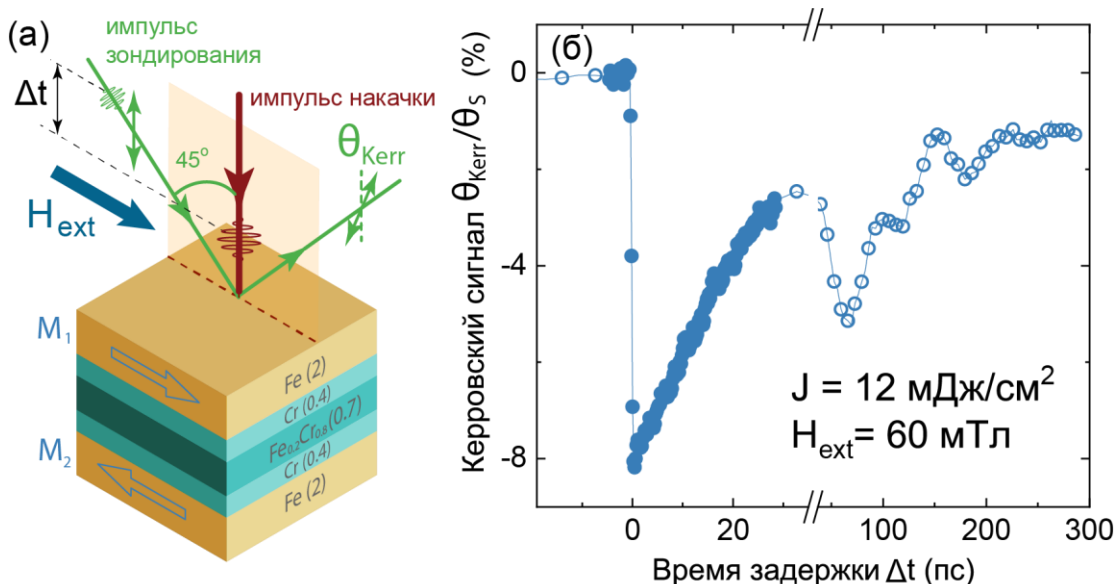 (а)
импульс
зондирования
Δt
импульс накачки
45°
θKerr
Hext
M1
M2
Fe (2)
Cr (0.4)
Fe0.2Cr0.8(0.7)
Cr (0.4)
Fe (2)
(б)
Керровский сигнал θKerr/θS (%)
0
-4
-8
J = 12 мДж/см²
Hext= 60 мТл
0 20 100 200 300
Время задержки Δt (пс)